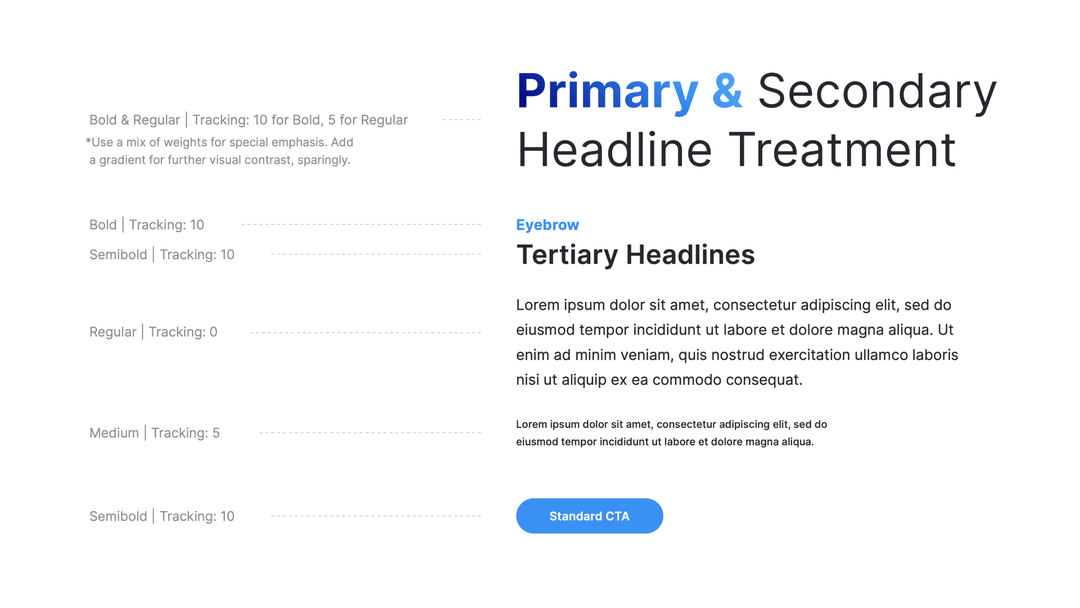 Primary & Secondary
Headline Treatment
Bold & Regular | Tracking: 10 for Bold, 5 for Regular
*Use a mix of weights for special emphasis. Add
a gradient for further visual contrast, sparingly.
Bold | Tracking: 10
Eyebrow
Semibold | Tracking: 10
Tertiary Headlines
Regular | Tracking: 0
Lorem ipsum dolor sit amet, consectetur adipiscing elit, sed do
eiusmod tempor incididunt ut labore et dolore magna aliqua. Ut
enim ad minim veniam, quis nostrud exercitation ullamco laboris
nisi ut aliquip ex ea commodo consequat.
Medium | Tracking: 5
Lorem ipsum dolor sit amet, consectetur adipiscing elit, sed do
eiusmod tempor incididunt ut labore et dolore magna aliqua.
Semibold | Tracking: 10
Standard CTA